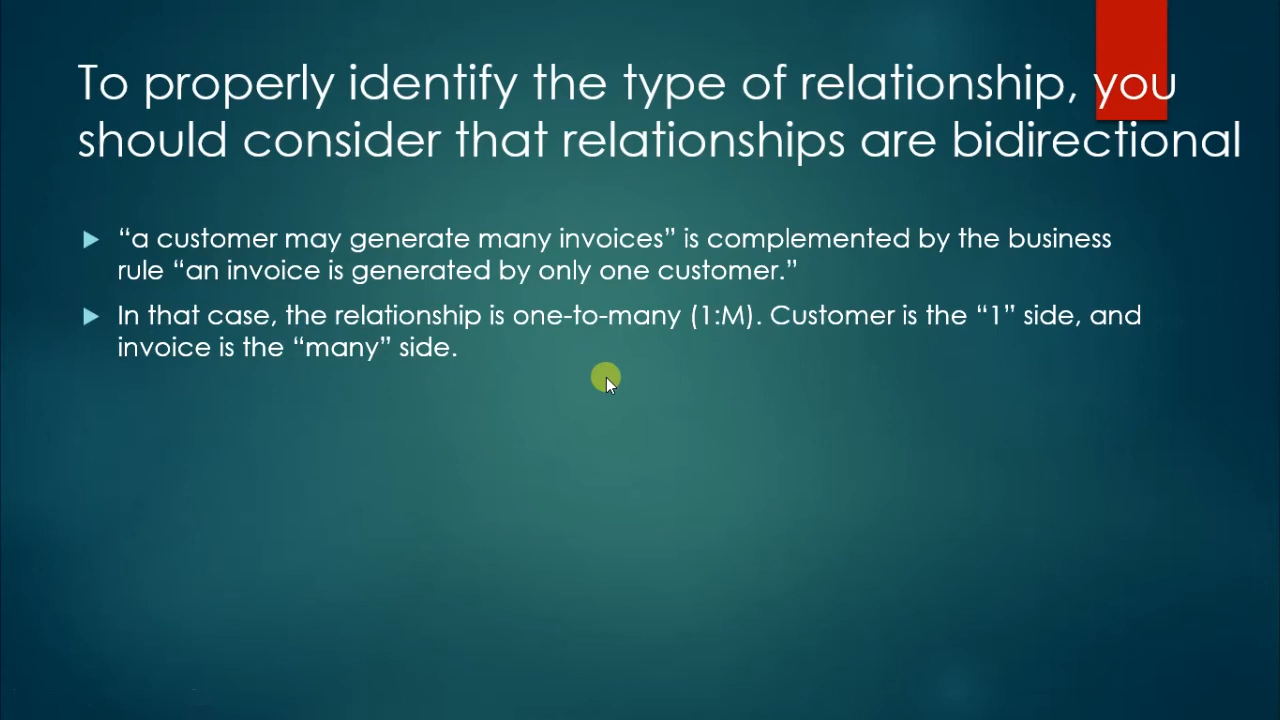 To properly identify the type of relationship, you
should consider that relationships are bidirectional
“a customer may generate many invoices” is complemented by the business
rule “an invoice is generated by only one customer.”
In that case, the relationship is one-to-many (1:M). Customer is the “1” side, and
invoice is the “many” side.